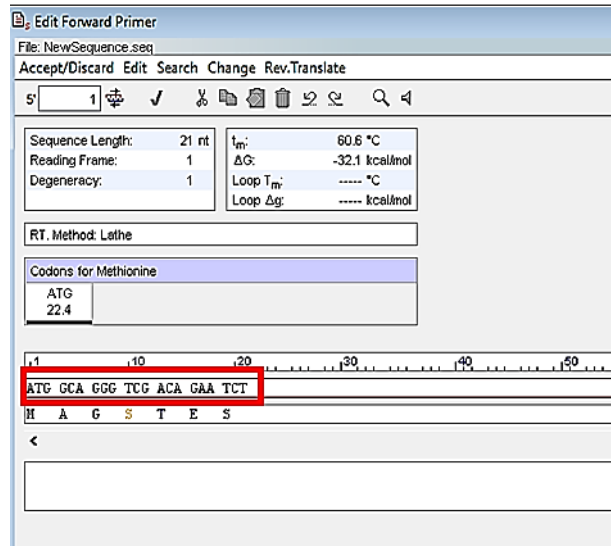 Edit Forward Primer
File: NewSequence.seq
Accept/Discard Edit Search Change Rev.Translate
5' 1
Sequence Length: 21 nt
Reading Frame: 1
Degeneracy: 1
tm: 60.6 °C
ΔG: -32.1 kcal/mol
Loop Tm: ----- °C
Loop Δg: ----- kcal/mol
RT. Method: Lathe
Codons for Methionine
ATG
22.4
1 10 20 30 40 50
ATG GCA GGG TCG ACA GAA TCT
M A G S T E S